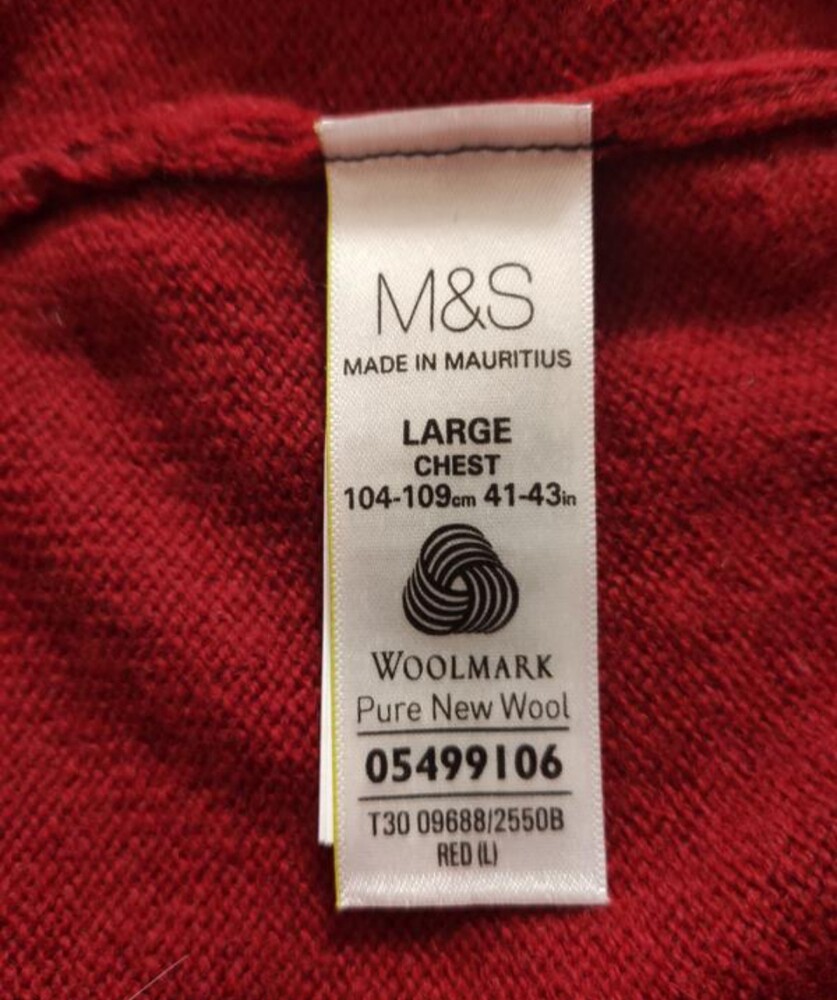 M&S
MADE IN MAURITIUS
LARGE
CHEST
104-109cm 41-43in
WOOLMARK
Pure New Wool
05499106
T30 09688/2550B
RED (L)